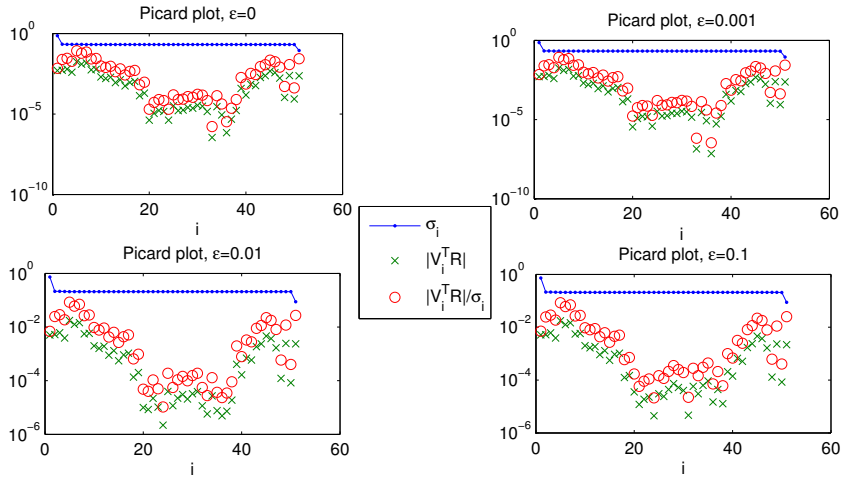 Picard plot, ε=0
10^0
10^-5
10^-10
0
20
40
60
i
Picard plot, ε=0.001
10^0
10^-5
10^-10
0
20
40
60
i
σ_i
|V_i^T R|
|V_i^T R|/σ_i
Picard plot, ε=0.01
10^0
10^-2
10^-4
10^-6
0
20
40
60
i
Picard plot, ε=0.1
10^0
10^-2
10^-4
10^-6
0
20
40
60
i